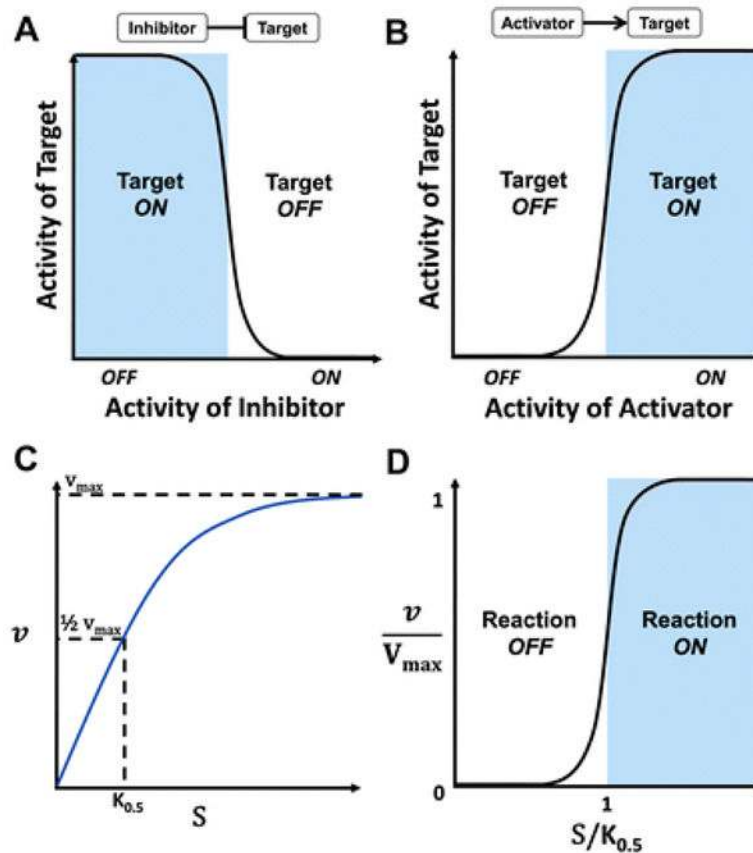 A
Inhibitor
Target
Activity of Target
Target
ON
Target
OFF
OFF
ON
Activity of Inhibitor
B
Activator
Target
Activity of Target
Target
OFF
Target
ON
OFF
ON
Activity of Activator
C
v
Vmax
½ vmax
K0.5
S
D
v
Vmax
1
0
Reaction
OFF
Reaction
ON
1
S/K0.5